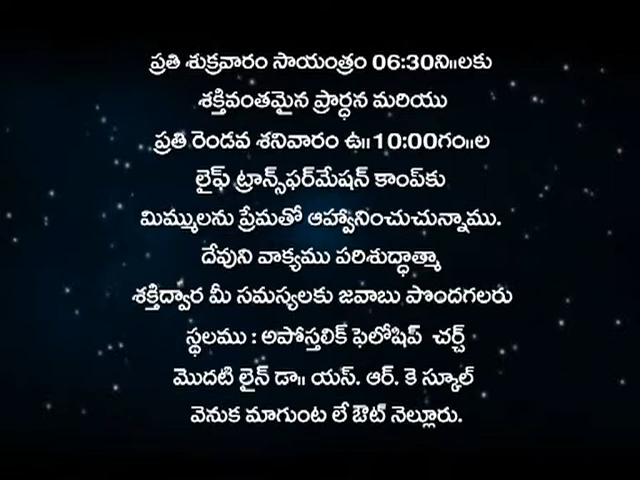 ప్రతి శుక్రవారం సాయంత్రం 06:30ని॥లకు
శక్తివంతమైన ప్రార్ధన మరియు
ప్రతి రెండవ శనివారం ఉ॥10:00గం॥ల
లైఫ్ ట్రాన్స్‌ఫర్‌మేషన్ కాంప్‌కు
మిమ్ములను ప్రేమతో ఆహ్వానించుచున్నాము.
దేవుని వాక్యము పరిశుద్ధాత్మా
శక్తిద్వార మీ సమస్యలకు జవాబు పొందగలరు
స్థలము : అపోస్తలిక్ ఫెలోషిప్ చర్చ్
మొదటి లైన్ డా॥ యస్. ఆర్. కె స్కూల్
వెనుక మాగుంట లే ఔట్ నెల్లూరు.